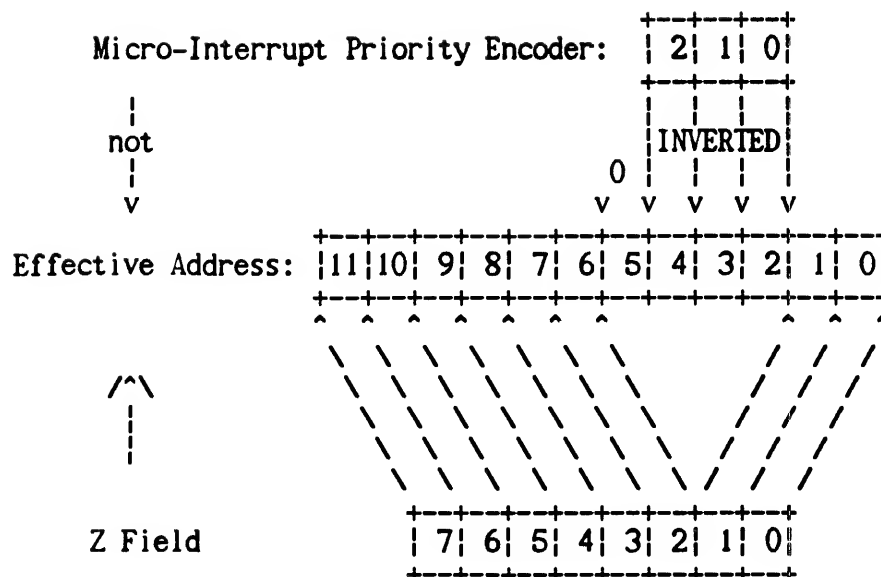 +--+--+--+
Micro-Interrupt Priority Encoder: | 2| 1| 0|
+--+--+--+
not |INVERTED|
0
v v v v v v
+--+--+--+--+--+--+--+--+--+--+--+--
Effective Address: |11|10| 9| 8| 7| 6| 5| 4| 3| 2| 1| 0
+--+--+--+--+--+--+--+--+--+--+--+--
^ ^ ^ ^ ^ ^ ^ ^ ^ ^
\ \ \ \ \ \ \ / / /
/^\
\ \ \ \ \ \ \ / / /
+--+--+--+--+--+--+--+--+
Z Field | 7| 6| 5| 4| 3| 2| 1| 0|
+--+--+--+--+--+--+--+--+